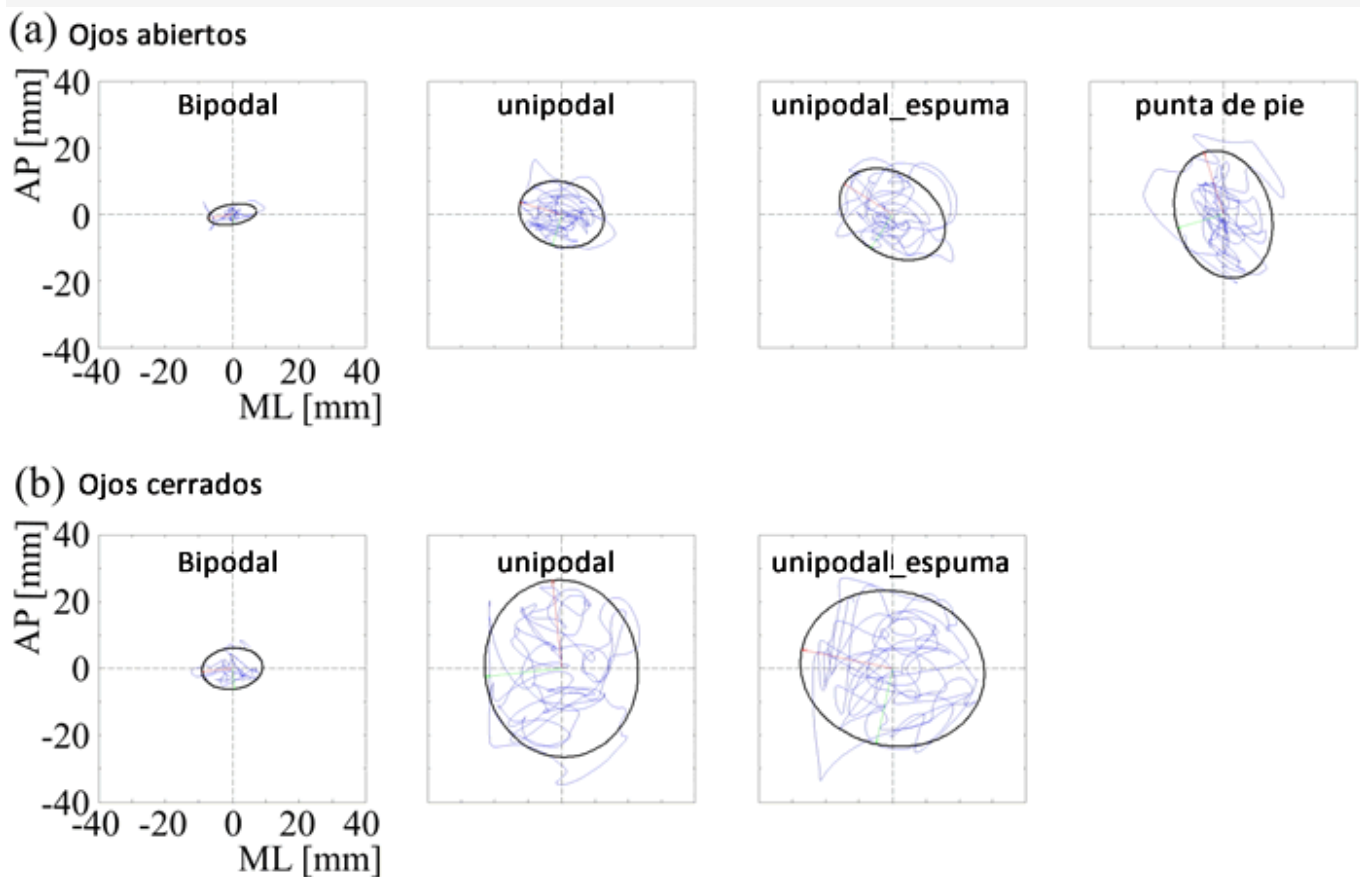 (a) Ojos abiertos
Bipodal
unipodal
unipodal_espuma
punta de pie
AP [mm]
40
20
0
-20
-40
-40 -20 0 20 40
ML [mm]
(b) Ojos cerrados
Bipodal
unipodal
unipodal_espuma
AP [mm]
40
20
0
-20
-40
-40 -20 0 20 40
ML [mm]